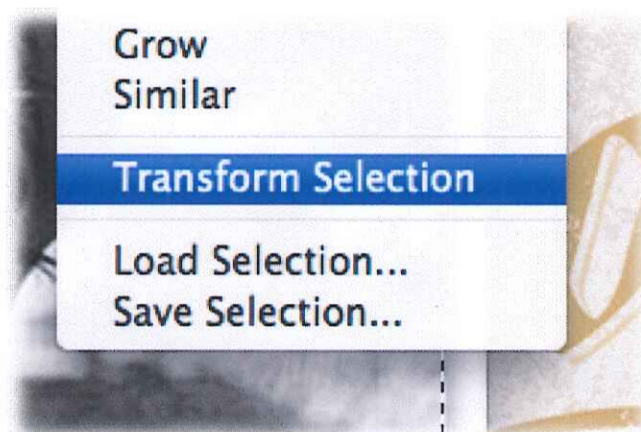 Grow
Similar
Transform Selection
Load Selection...
Save Selection...